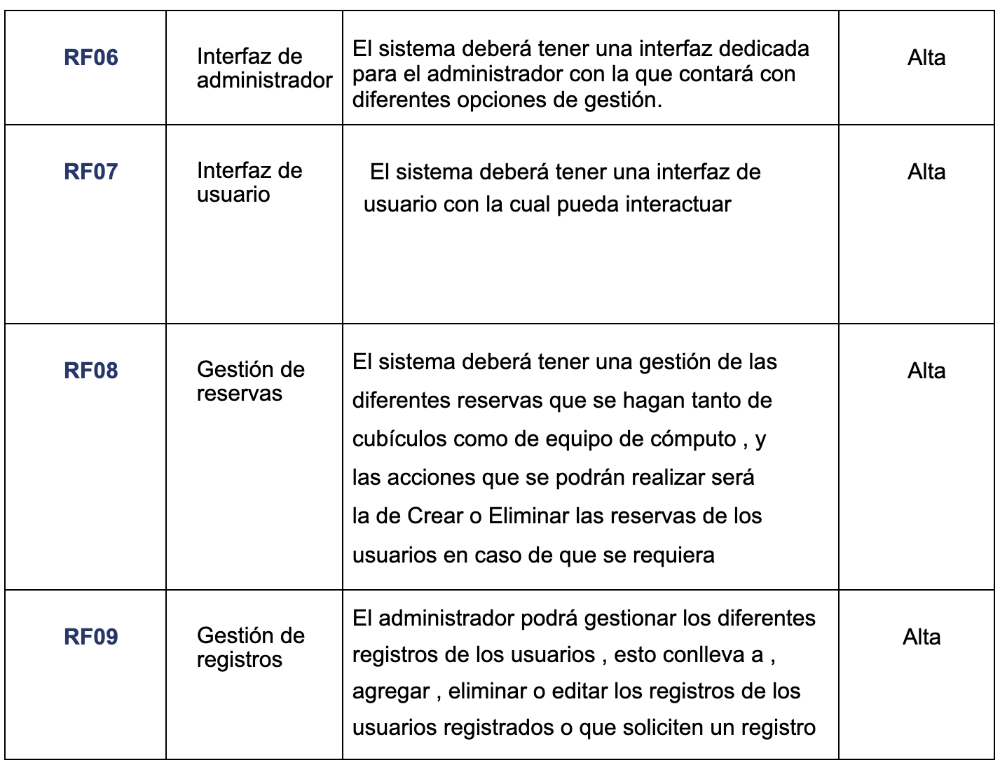 RF06
Interfaz de
administrador
El sistema deberá tener una interfaz dedicada
para el administrador con la que contará con
diferentes opciones de gestión.
Alta
RF07
Interfaz de
usuario
El sistema deberá tener una interfaz de
usuario con la cual pueda interactuar
Alta
RF08
Gestión de
reservas
El sistema deberá tener una gestión de las
diferentes reservas que se hagan tanto de
cubículos como de equipo de cómputo , y
las acciones que se podrán realizar será
la de Crear o Eliminar las reservas de los
usuarios en caso de que se requiera
Alta
RF09
Gestión de
registros
El administrador podrá gestionar los diferentes
registros de los usuarios , esto conlleva a ,
agregar , eliminar o editar los registros de los
usuarios registrados o que soliciten un registro
Alta